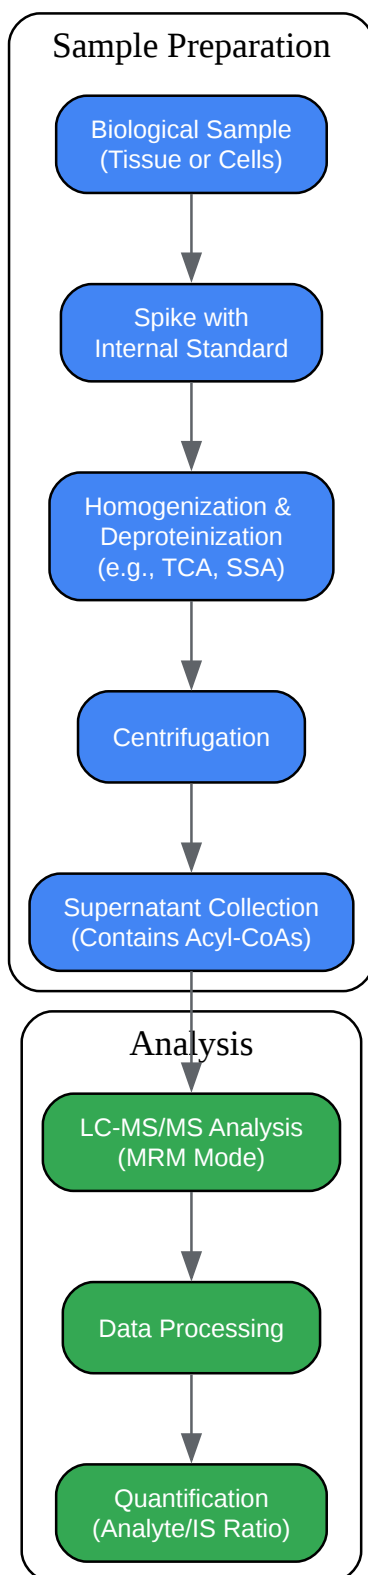 Sample Preparation
Biological Sample
(Tissue or Cells)
Spike with
Internal Standard
Homogenization &
Deproteinization
(e.g., TCA, SSA)
Centrifugation
Supernatant Collection
(Contains Acyl-CoAs)
Analysis
LC-MS/MS Analysis
(MRM Mode)
Data Processing
Quantification
(Analyte/IS Ratio)